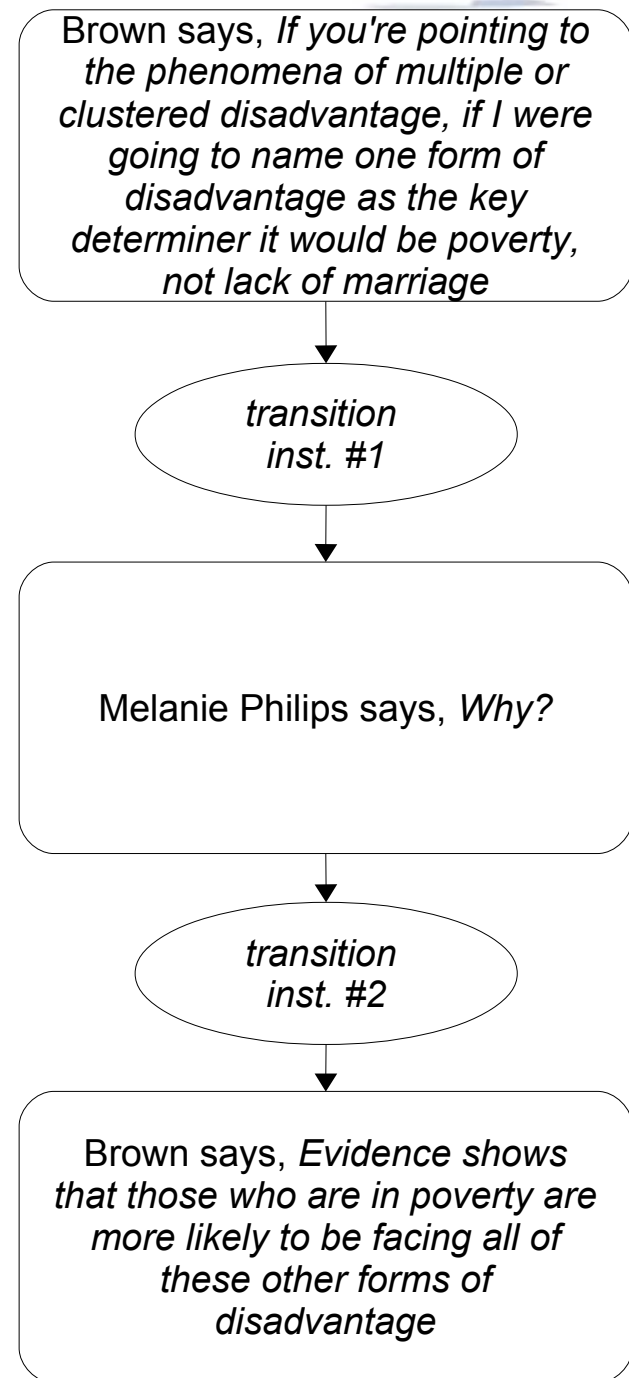 Brown says, If you're pointing to
the phenomena of multiple or
clustered disadvantage, if I were
going to name one form of
disadvantage as the key
determiner it would be poverty,
not lack of marriage
transition
inst. #1
Melanie Philips says, Why?
transition
inst. #2
Brown says, Evidence shows
that those who are in poverty are
more likely to be facing all of
these other forms of
disadvantage